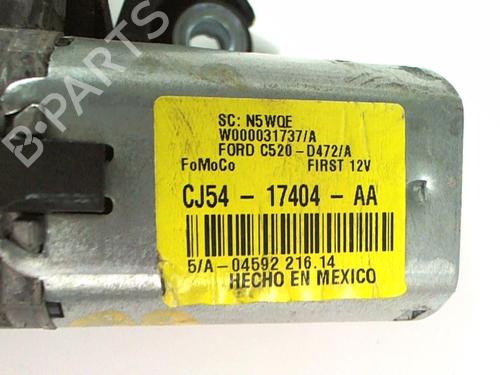 SC: N5WQE
W000031737/A
FORD C520-D472/A
FoMoCo FIRST 12V
CJ54 - 17404 - AA
5/A-04592 216.14
HECHO EN MEXICO
B-PARTS